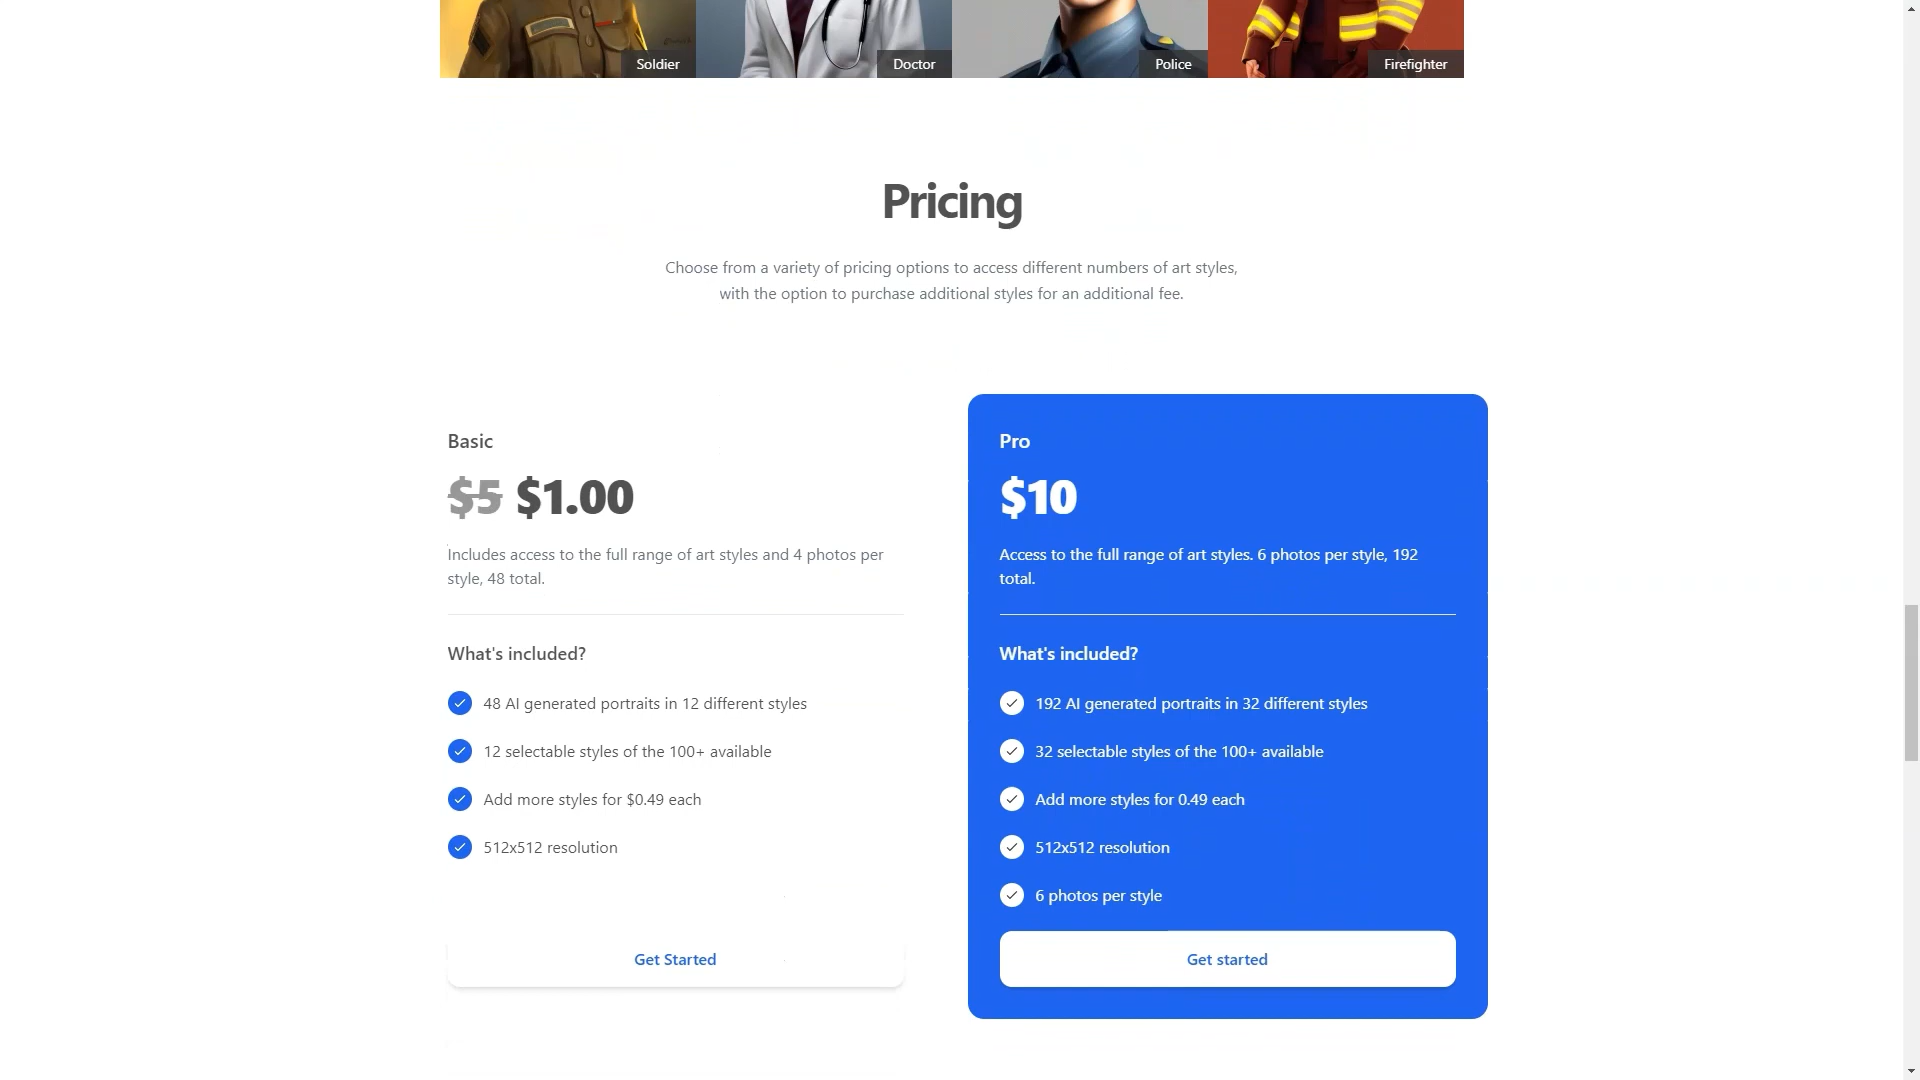 Soldier
Doctor
Police
Firefighter
Pricing
Choose from a variety of pricing options to access different numbers of art styles,
with the option to purchase additional styles for an additional fee.
Basic
$5 $1.00
Includes access to the full range of art styles and 4 photos per
style, 48 total.
What's included?
48 AI generated portraits in 12 different styles
12 selectable styles of the 100+ available
Add more styles for $0.49 each
512x512 resolution
Get Started
Pro
$10
Access to the full range of art styles. 6 photos per style, 192
total.
What's included?
192 AI generated portraits in 32 different styles
32 selectable styles of the 100+ available
Add more styles for 0.49 each
512x512 resolution
6 photos per style
Get started